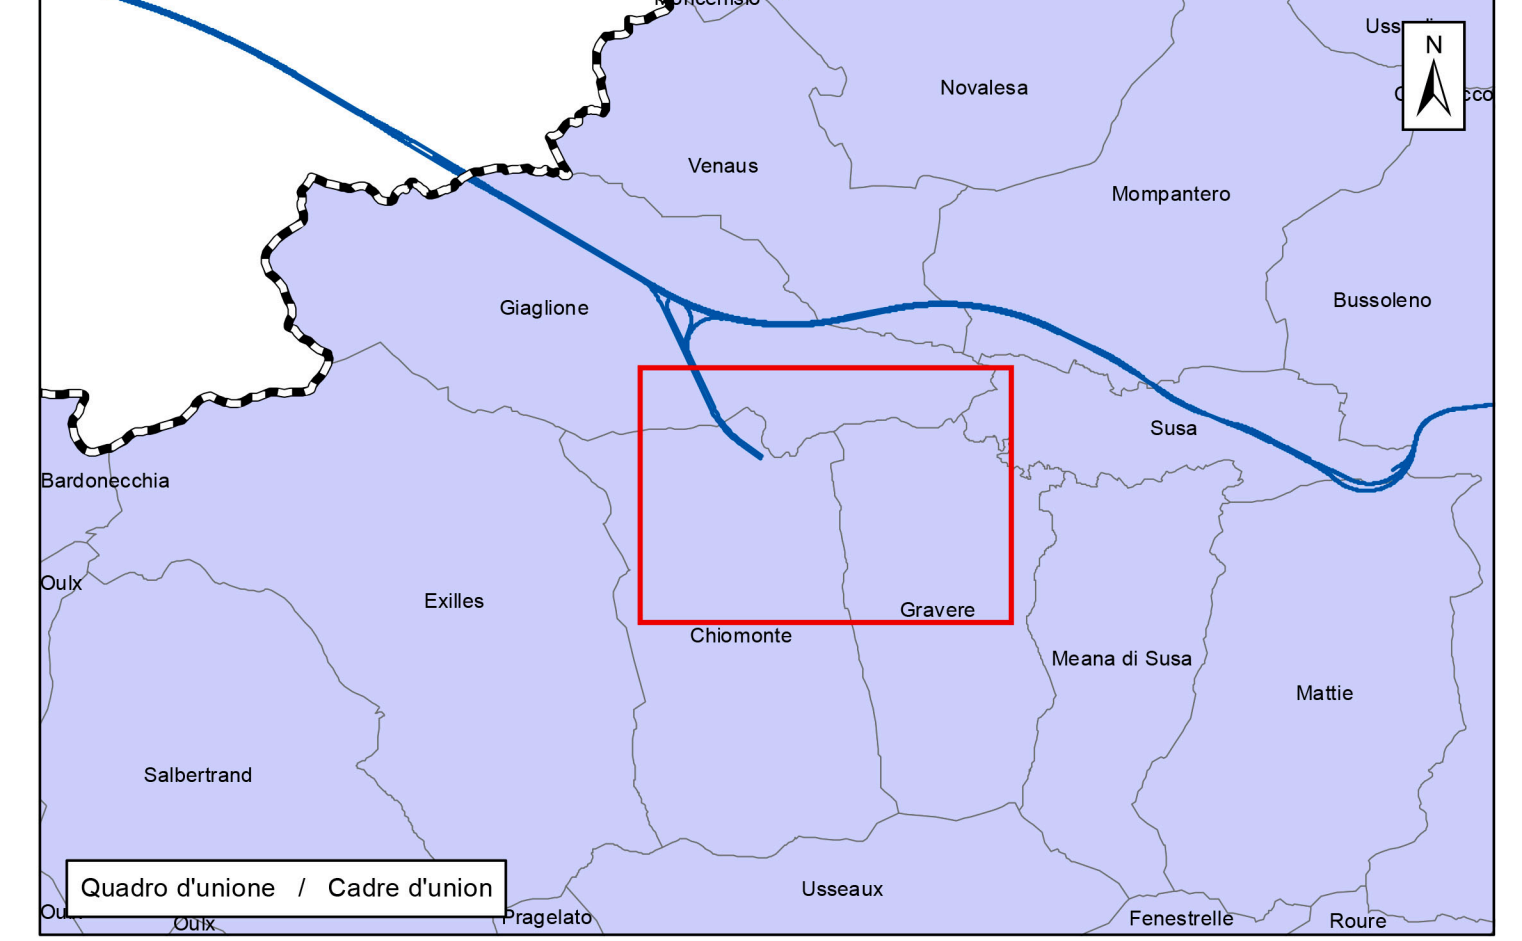 N
Novalesa
Venaus
Mompantero
Giaglione
Bussoleno
Susa
Bardonecchia
Oulx
Exilles
Gravere
Chiomonte
Meana di Susa
Mattie
Salbertrand
Quadro d'unione / Cadre d'union
Usseaux
Oulx
Pragelato
Fenestrelle
Roure